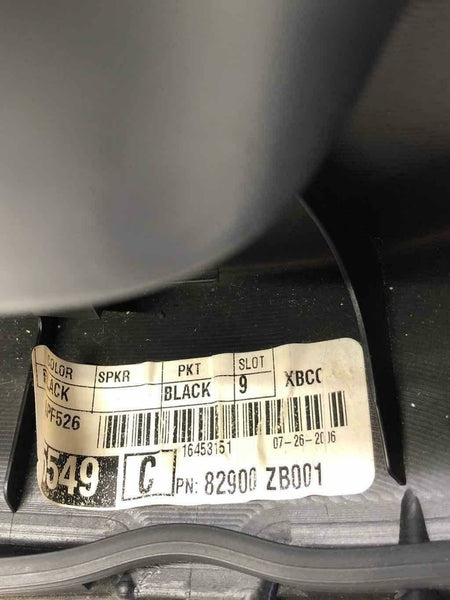 COLOR SPKR PKT SLOT
BLACK BLACK 9 XBCC
PF526
16453151 07-26-2006
549 C PN: 82900 ZB001